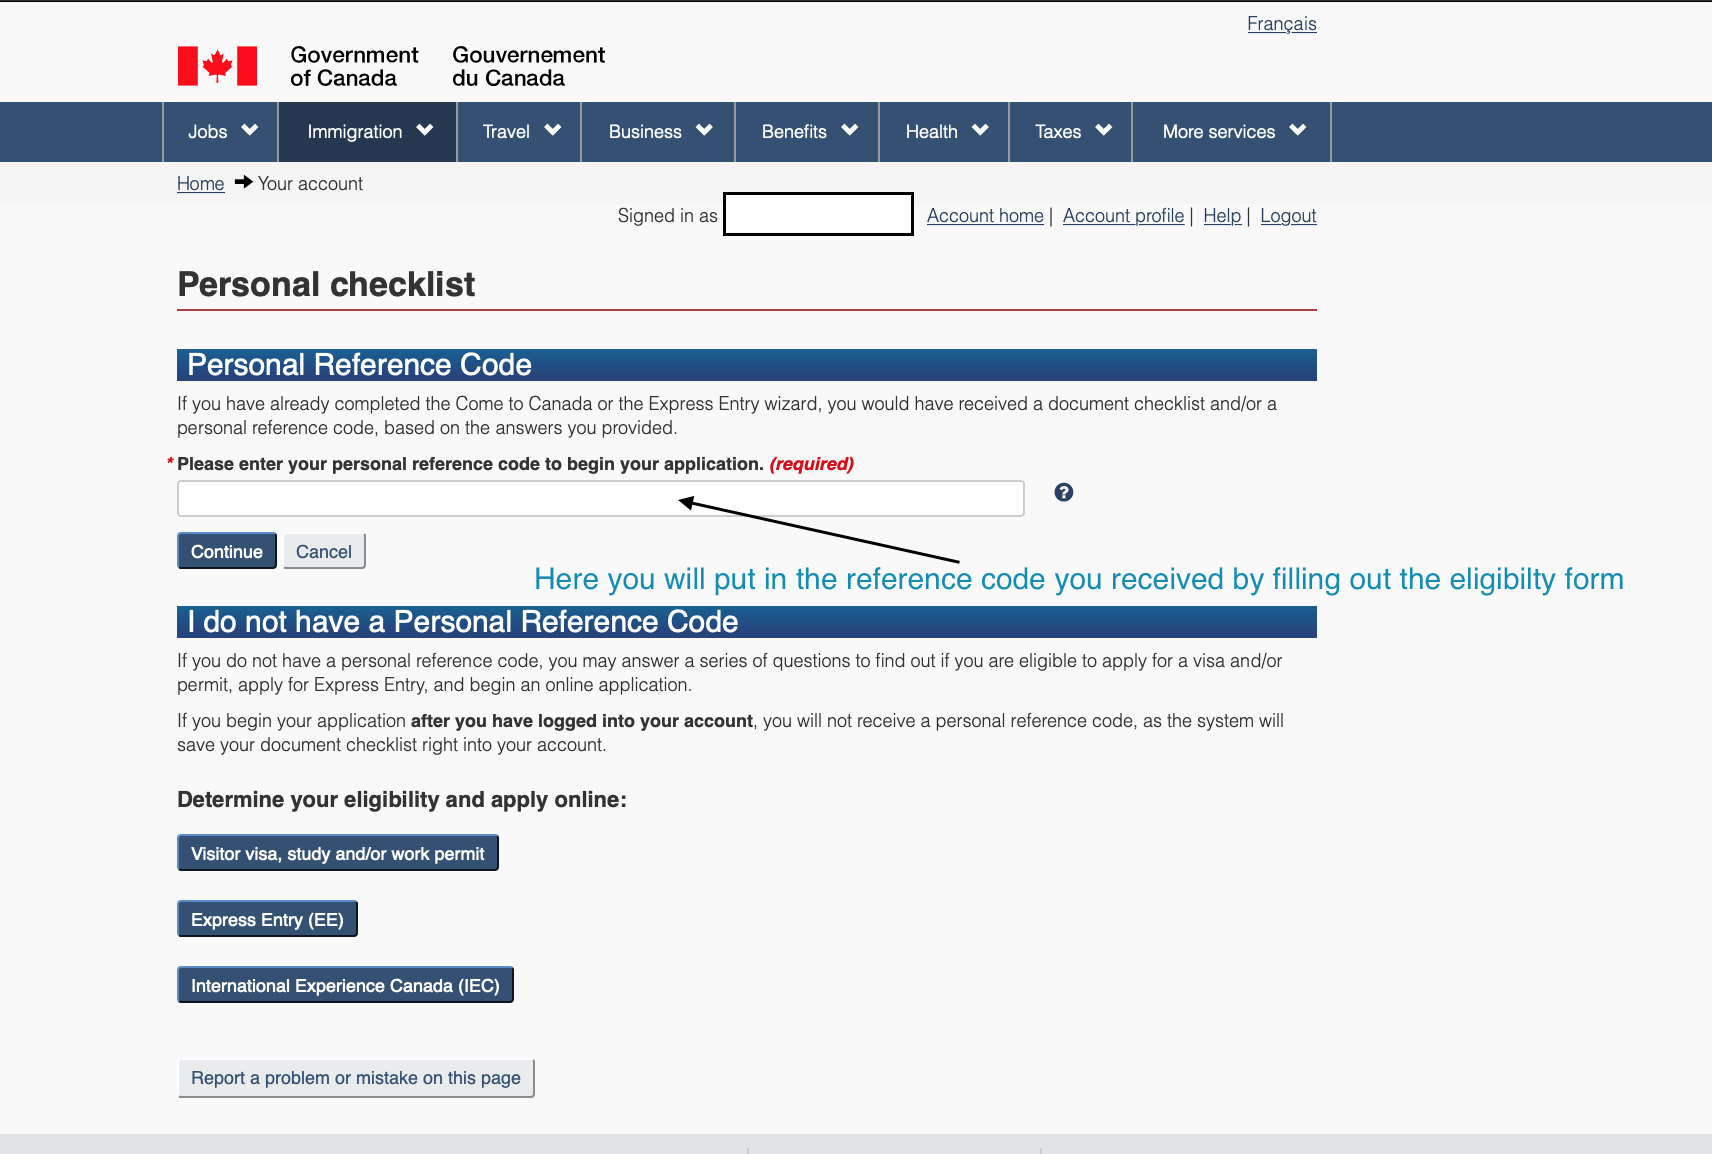 Français
Government of Canada
Gouvernement du Canada
Jobs Immigration Travel Business Benefits Health Taxes More services
Home Your account
Signed in as Account home | Account profile | Help | Logout
Personal checklist
Personal Reference Code
If you have already completed the Come to Canada or the Express Entry wizard, you would have received a document checklist and/or a
personal reference code, based on the answers you provided.
* Please enter your personal reference code to begin your application. (required)
?
Continue Cancel
Here you will put in the reference code you received by filling out the eligibilty form
I do not have a Personal Reference Code
If you do not have a personal reference code, you may answer a series of questions to find out if you are eligible to apply for a visa and/or
permit, apply for Express Entry, and begin an online application.
If you begin your application after you have logged into your account, you will not receive a personal reference code, as the system will
save your document checklist right into your account.
Determine your eligibility and apply online:
Visitor visa, study and/or work permit
Express Entry (EE)
International Experience Canada (IEC)
Report a problem or mistake on this page